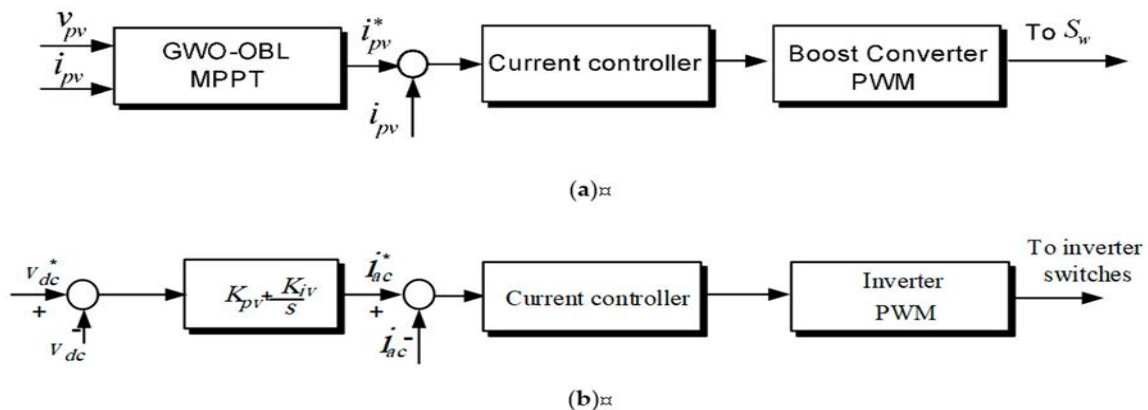 v_pv
i_pv
GWO-OBL
MPPT
i*_pv
i_pv
Current controller
Boost Converter
PWM
To S_w
(a)¤
v_dc*
+
-
v_dc
K_pv + K_iv/s
i*_ac
+
i_ac -
Current controller
Inverter
PWM
To inverter
switches
(b)¤